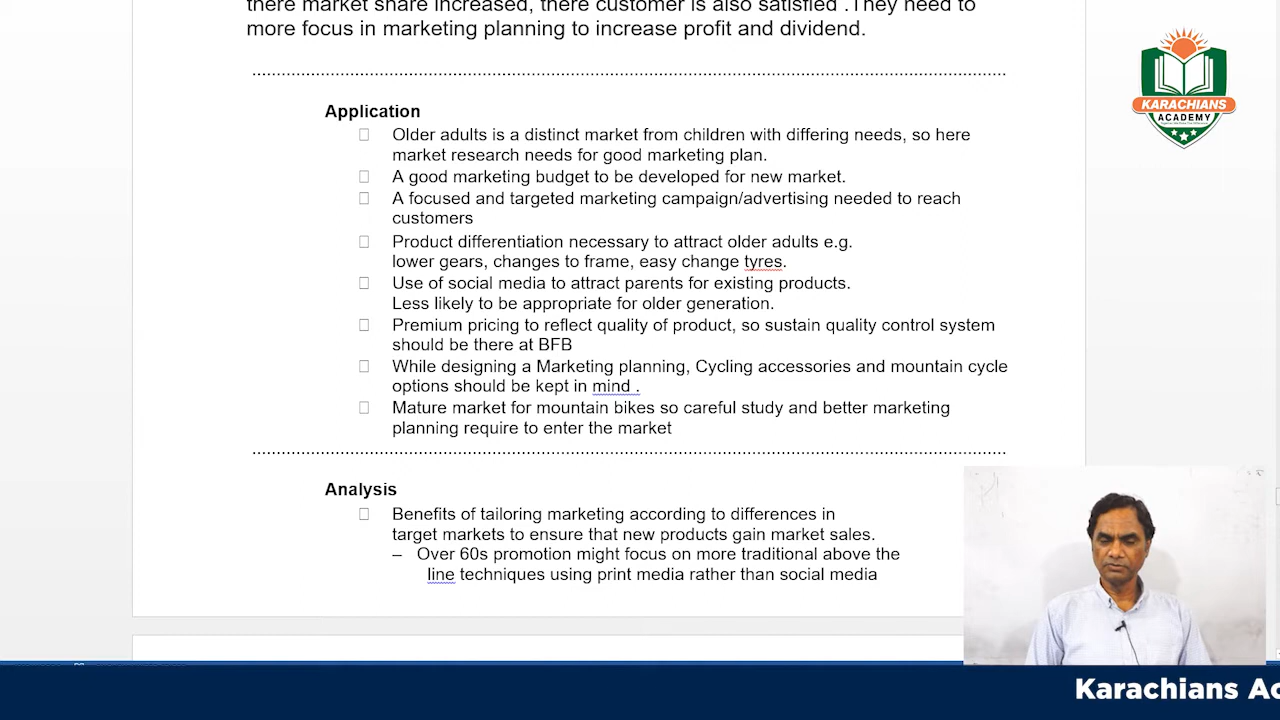 there market share increased, there customer is also satisfied .They need to
more focus in marketing planning to increase profit and dividend.
Application
Older adults is a distinct market from children with differing needs, so here
market research needs for good marketing plan.
A good marketing budget to be developed for new market.
A focused and targeted marketing campaign/advertising needed to reach
customers
Product differentiation necessary to attract older adults e.g.
lower gears, changes to frame, easy change tyres.
Use of social media to attract parents for existing products.
Less likely to be appropriate for older generation.
Premium pricing to reflect quality of product, so sustain quality control system
should be there at BFB
While designing a Marketing planning, Cycling accessories and mountain cycle
options should be kept in mind .
Mature market for mountain bikes so careful study and better marketing
planning require to enter the market
Analysis
Benefits of tailoring marketing according to differences in
target markets to ensure that new products gain market sales.
– Over 60s promotion might focus on more traditional above the
line techniques using print media rather than social media
KARACHIANS
ACADEMY
Karachians Ac